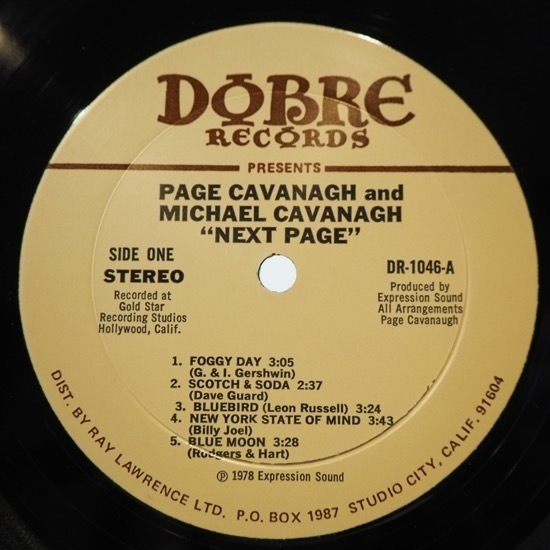 DOBRE
RECORDS
PRESENTS
PAGE CAVANAGH and
MICHAEL CAVANAGH
"NEXT PAGE"
SIDE ONE
STEREO
Recorded at
Gold Star
Recording Studios
Hollywood, Calif.
DR-1046-A
Produced by
Expression Sound
All Arrangements
Page Cavanaugh
1. FOGGY DAY 3:05
(G. & I. Gershwin)
2. SCOTCH & SODA 2:37
(Dave Guard)
3. BLUEBIRD (Leon Russell) 3:24
4. NEW YORK STATE OF MIND 3:43
(Billy Joel)
5. BLUE MOON 3:28
(Rodgers & Hart)
℗ 1978 Expression Sound
DIST. BY RAY LAWRENCE LTD. P.O. BOX 1987 STUDIO CITY, CALIF. 91604